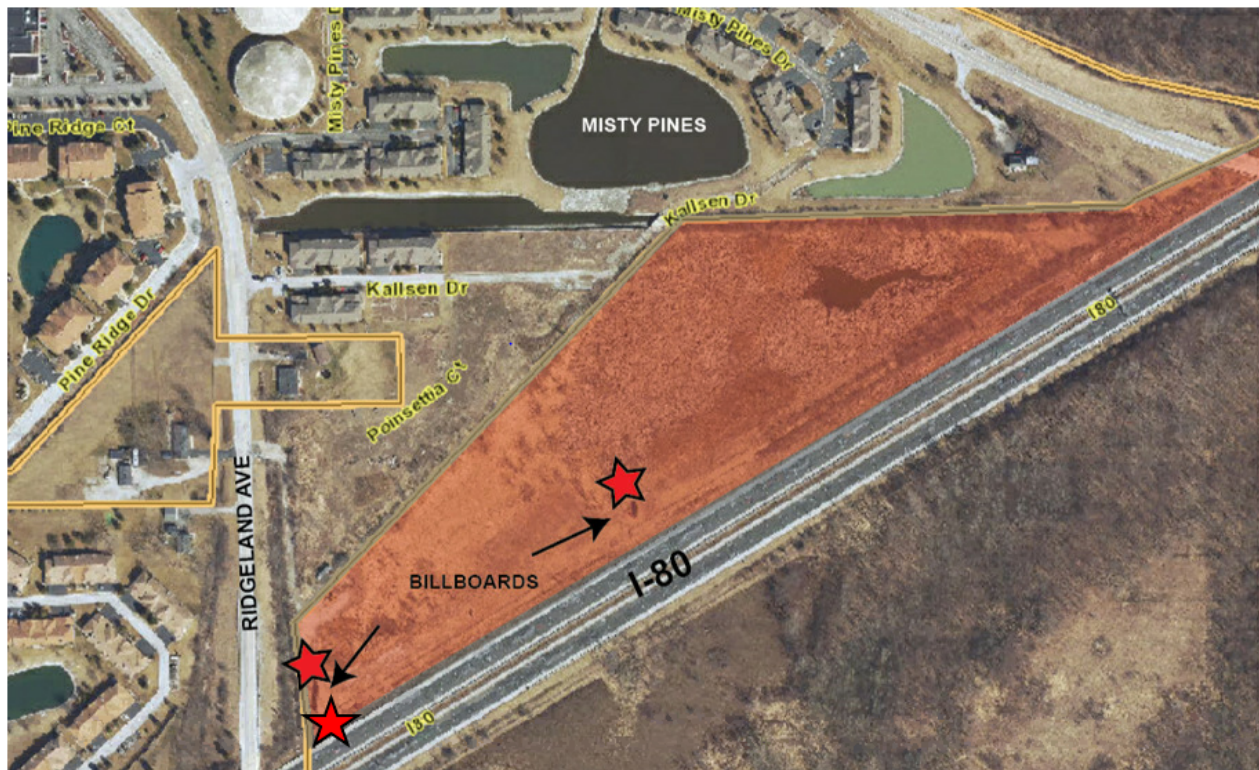 Misty Pines D
Misty Pines Dr
Pine Ridge Ct
MISTY PINES
Kallsen Dr
Kallsen Dr
I80
Pine Ridge Dr
Poinsettia Ct
RIDGELAND AVE
I-80
BILLBOARDS
I80